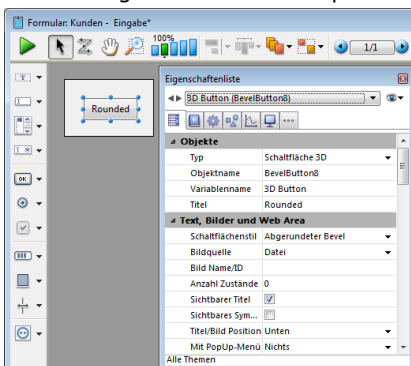 Formular: Kunden - Eingabe*
100%
1/1
Rounded
OK
Eigenschaftenliste
3D Button (BevelButton8)
Objekte
Typ Schaltfläche 3D
Objektname BevelButton8
Variablenname 3D Button
Titel Rounded
Text, Bilder und Web Area
Schaltflächenstil Abgerundeter Bevel
Bildquelle Datei
Bild Name/ID
Anzahl Zustände 0
Sichtbarer Titel
Sichtbares Sym...
Titel/Bild Position Unten
Mit PopUp-Menü Nichts
Alle Themen